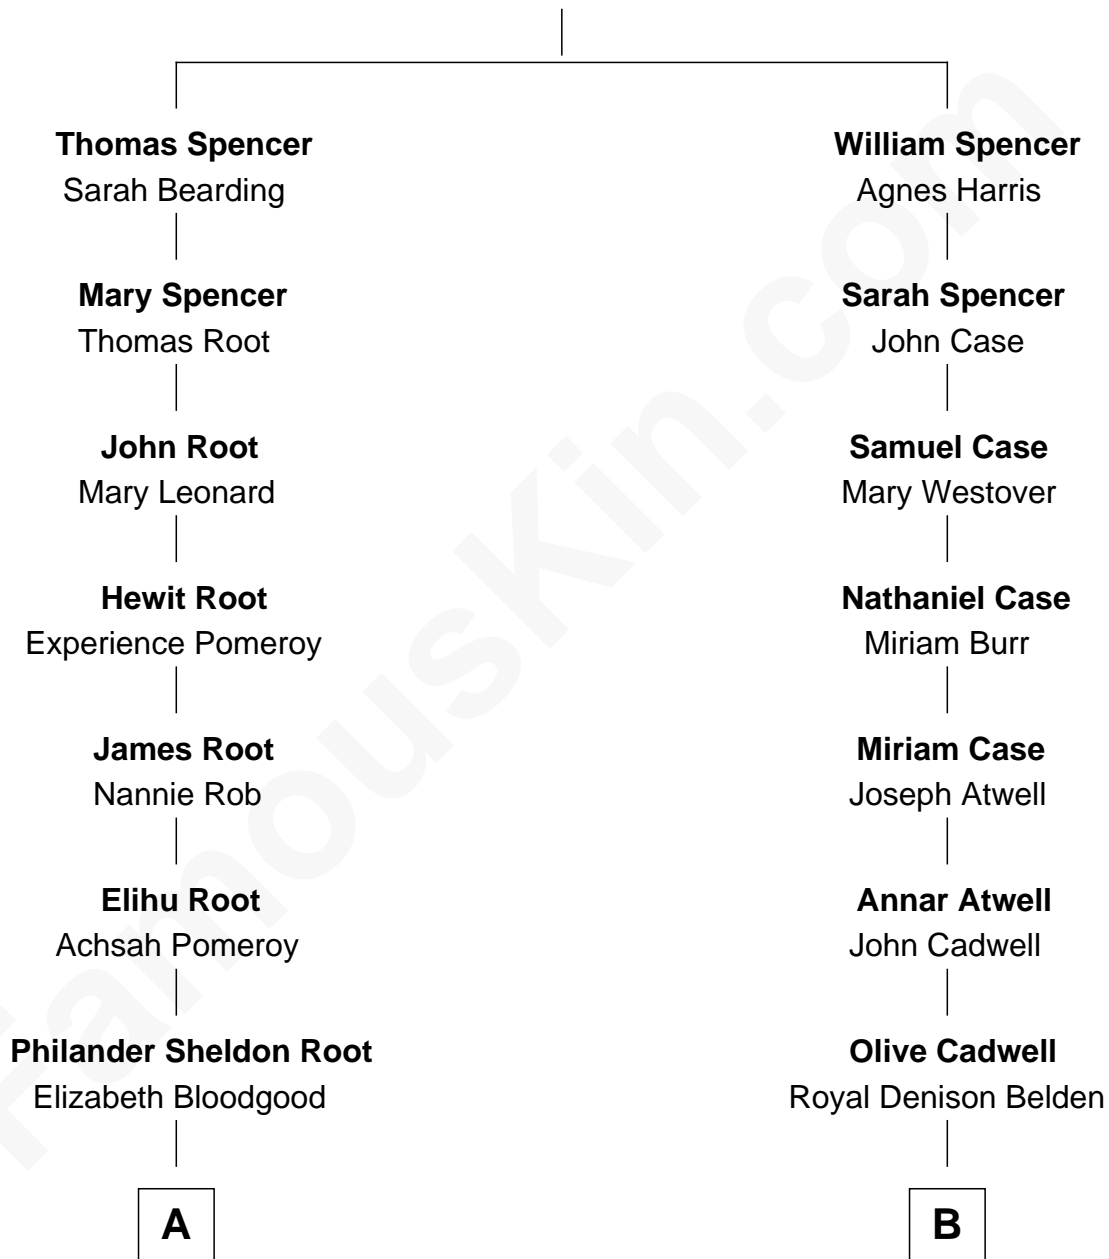 Thomas Spencer
Sarah Bearding
Mary Spencer
Thomas Root
John Root
Mary Leonard
Hewit Root
Experience Pomeroy
James Root
Nannie Rob
Elihu Root
Achsah Pomeroy
Philander Sheldon Root
Elizabeth Bloodgood
A
William Spencer
Agnes Harris
Sarah Spencer
John Case
Samuel Case
Mary Westover
Nathaniel Case
Miriam Burr
Miriam Case
Joseph Atwell
Annar Atwell
John Cadwell
Olive Cadwell
Royal Denison Belden
B
FamousKin.com